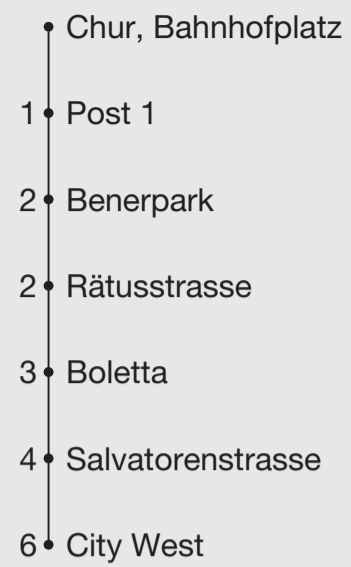 Chur, Bahnhofplatz
1 Post 1
2 Benerpark
2 Rätusstrasse
3 Boletta
4 Salvatorenstrasse
6 City West